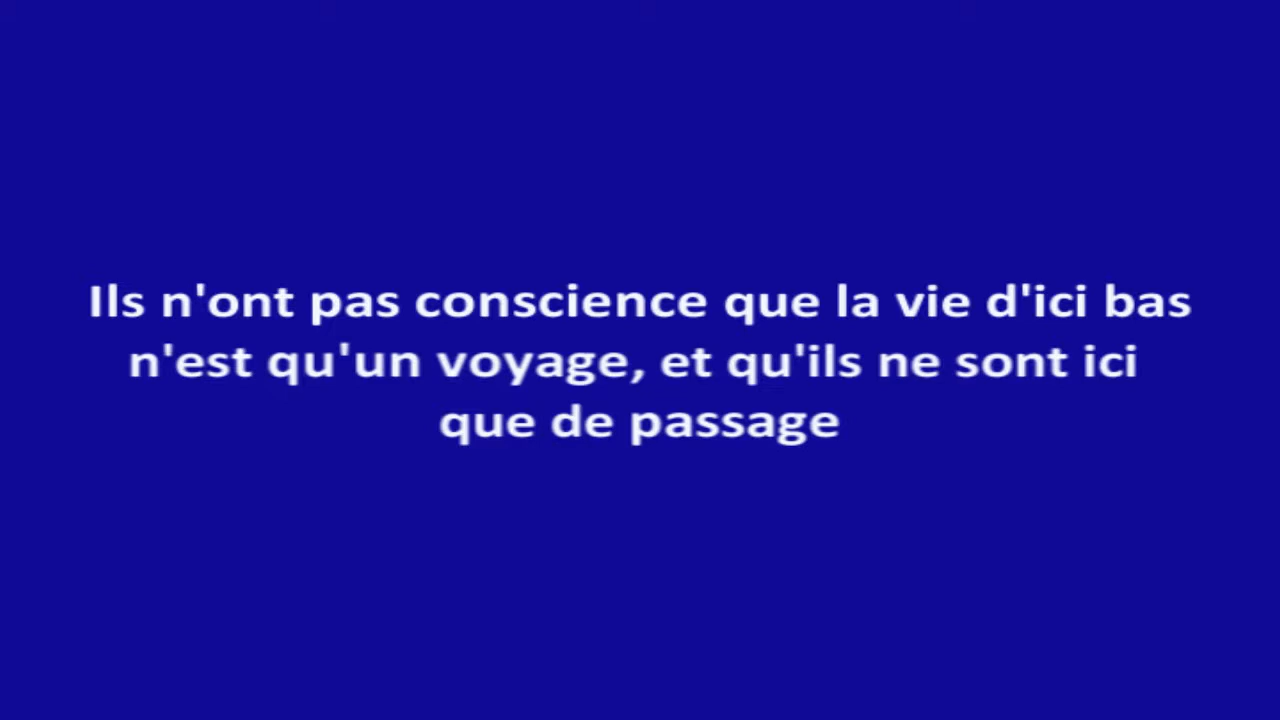 Ils n'ont pas conscience que la vie d'ici bas
n'est qu'un voyage, et qu'ils ne sont ici
que de passage